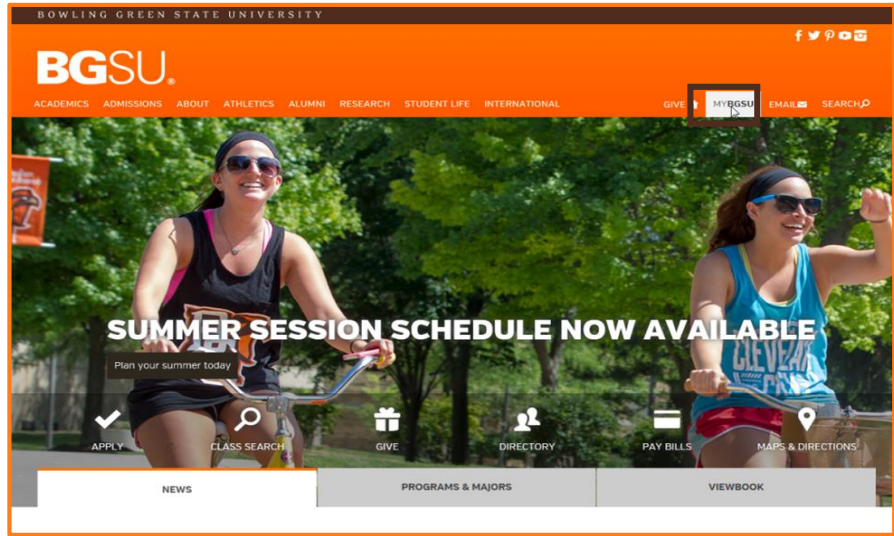 BOWLING GREEN STATE UNIVERSITY
BGSU®
ACADEMICS ADMISSIONS ABOUT ATHLETICS ALUMNI RESEARCH STUDENT LIFE INTERNATIONAL GIVE MYBGSU EMAIL SEARCH
SUMMER SESSION SCHEDULE NOW AVAILABLE
CLEVELAND
Plan your summer today
APPLY CLASS SEARCH GIVE DIRECTORY PAY BILLS MAPS & DIRECTIONS
NEWS PROGRAMS & MAJORS VIEWBOOK